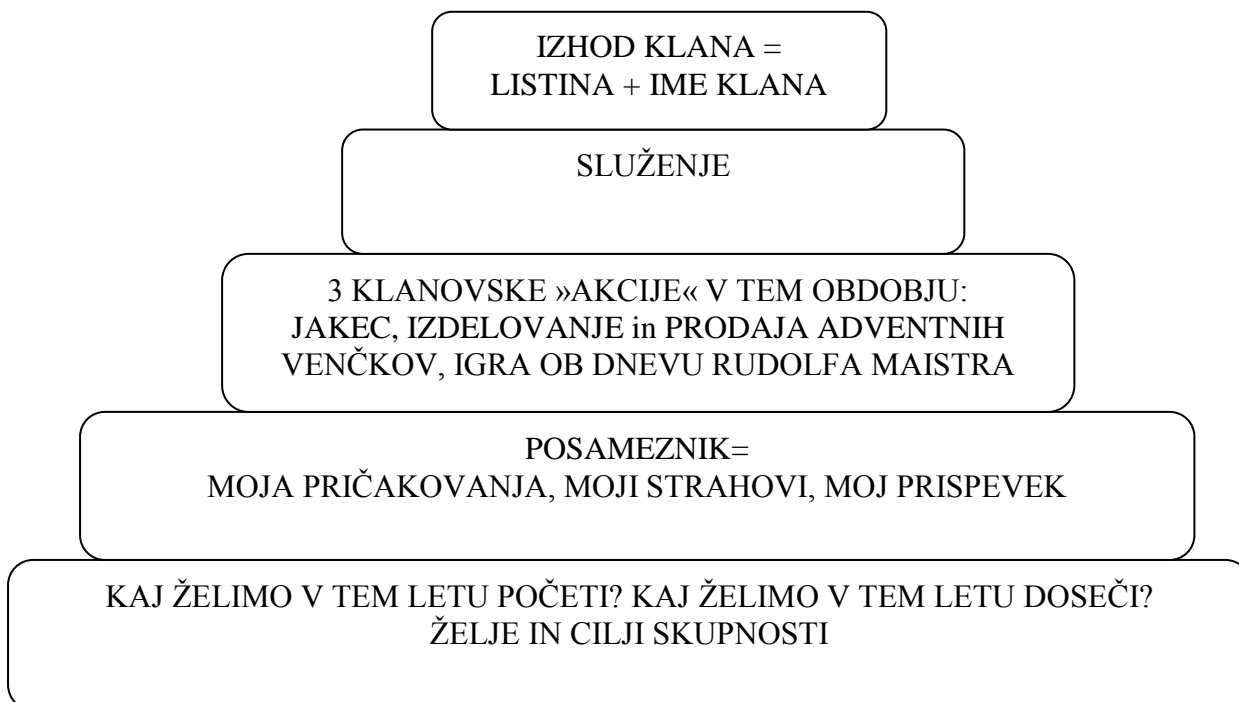 IZHOD KLANA =
LISTINA + IME KLANA
SLUŽENJE
3 KLANOVSKE »AKCIJE« V TEM OBDOBJU:
JAKEC, IZDELOVANJE in PRODAJA ADVENTNIH
VENČKOV, IGRA OB DNEVU RUDOLFA MAISTRA
POSAMEZNIK=
MOJA PRIČAKOVANJA, MOJI STRAHOVI, MOJ PRISPEVEK
KAJ ŽELIMO V TEM LETU POČETI? KAJ ŽELIMO V TEM LETU DOSEČI?
ŽELJE IN CILJI SKUPNOSTI